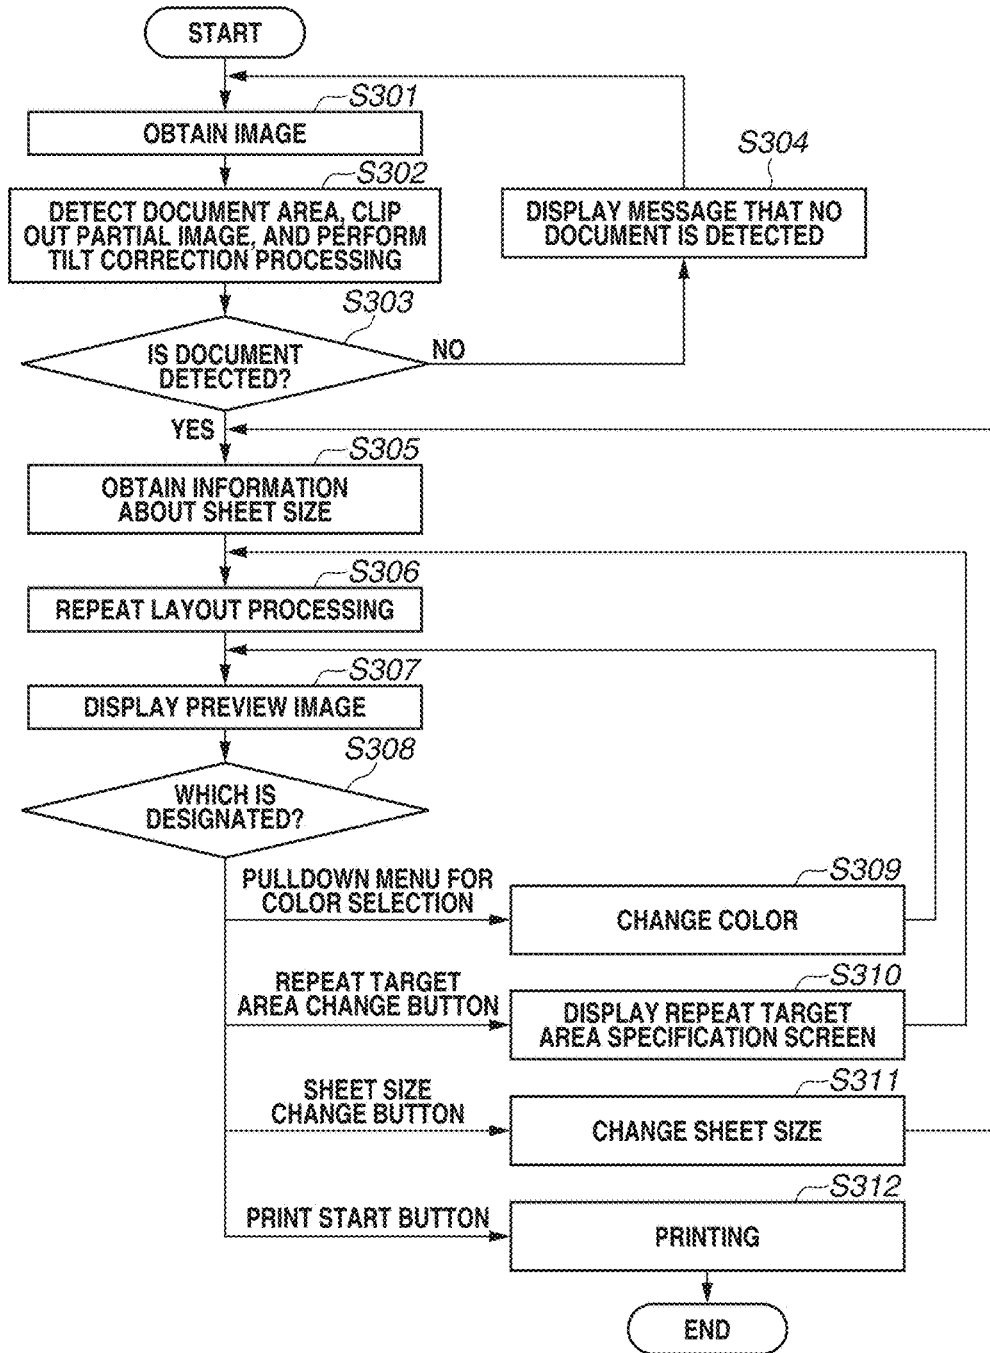 START
S301
OBTAIN IMAGE
S302
DETECT DOCUMENT AREA, CLIP
OUT PARTIAL IMAGE, AND PERFORM
TILT CORRECTION PROCESSING
S304
DISPLAY MESSAGE THAT NO
DOCUMENT IS DETECTED
S303
IS DOCUMENT
DETECTED?
NO
YES
S305
OBTAIN INFORMATION
ABOUT SHEET SIZE
S306
REPEAT LAYOUT PROCESSING
S307
DISPLAY PREVIEW IMAGE
S308
WHICH IS
DESIGNATED?
PULLDOWN MENU FOR
COLOR SELECTION
S309
CHANGE COLOR
REPEAT TARGET
AREA CHANGE BUTTON
S310
DISPLAY REPEAT TARGET
AREA SPECIFICATION SCREEN
SHEET SIZE
CHANGE BUTTON
S311
CHANGE SHEET SIZE
PRINT START BUTTON
S312
PRINTING
END